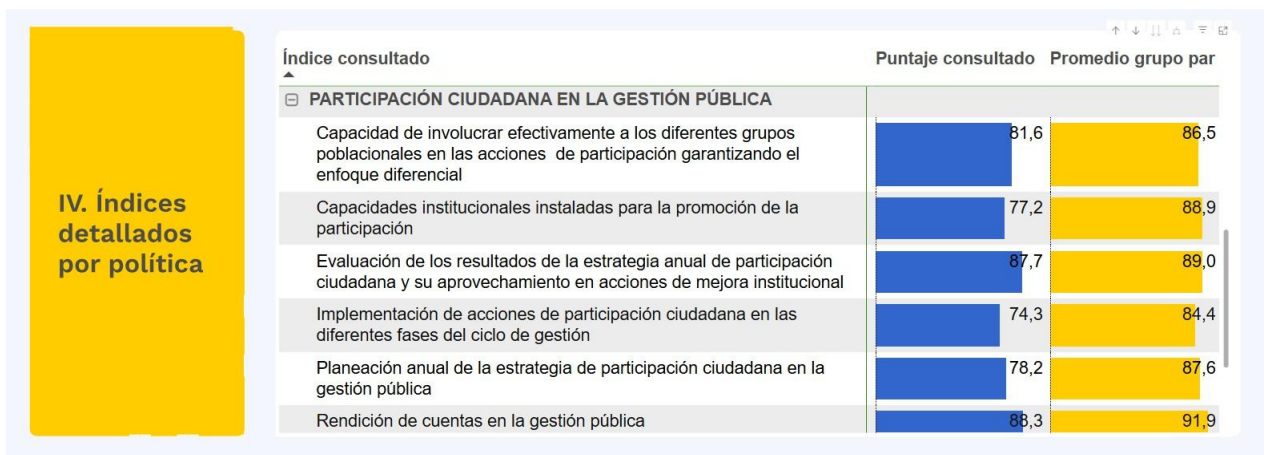 IV. Índices
detallados
por política
Índice consultado Puntaje consultado Promedio grupo par
PARTICIPACIÓN CIUDADANA EN LA GESTIÓN PÚBLICA
Capacidad de involucrar efectivamente a los diferentes grupos
poblacionales en las acciones de participación garantizando el
enfoque diferencial
81,6 86,5
Capacidades institucionales instaladas para la promoción de la
participación
77,2 88,9
Evaluación de los resultados de la estrategia anual de participación
ciudadana y su aprovechamiento en acciones de mejora institucional
87,7 89,0
Implementación de acciones de participación ciudadana en las
diferentes fases del ciclo de gestión
74,3 84,4
Planeación anual de la estrategia de participación ciudadana en la
gestión pública
78,2 87,6
Rendición de cuentas en la gestión pública 88,3 91,9